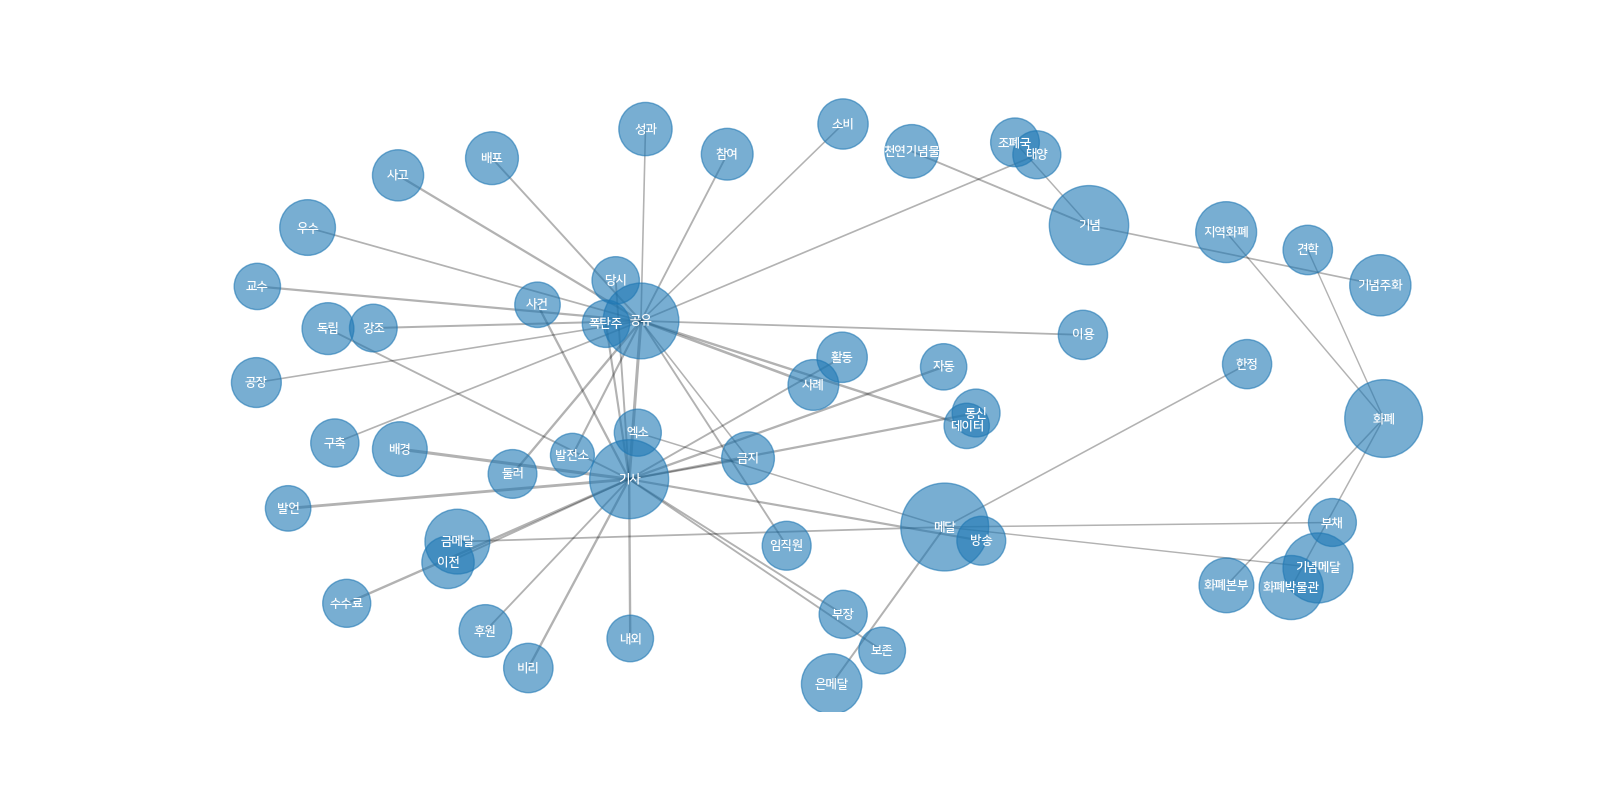 소비
성과
배포
참여
천연기념물
조폐국
태양
사고
우수
기념
지역화폐
견학
교수
당시
기념주화
사건
독립
강조
폭탄주
공유
이용
활동
자동
한정
공장
사례
통신
데이터
화폐
구축
배경
엑소
발전소
금지
둘러
기사
발언
메달
부채
금메달
방송
임직원
이전
기념메달
화폐본부
화폐박물관
수수료
부장
후원
내외
보존
비리
은메달